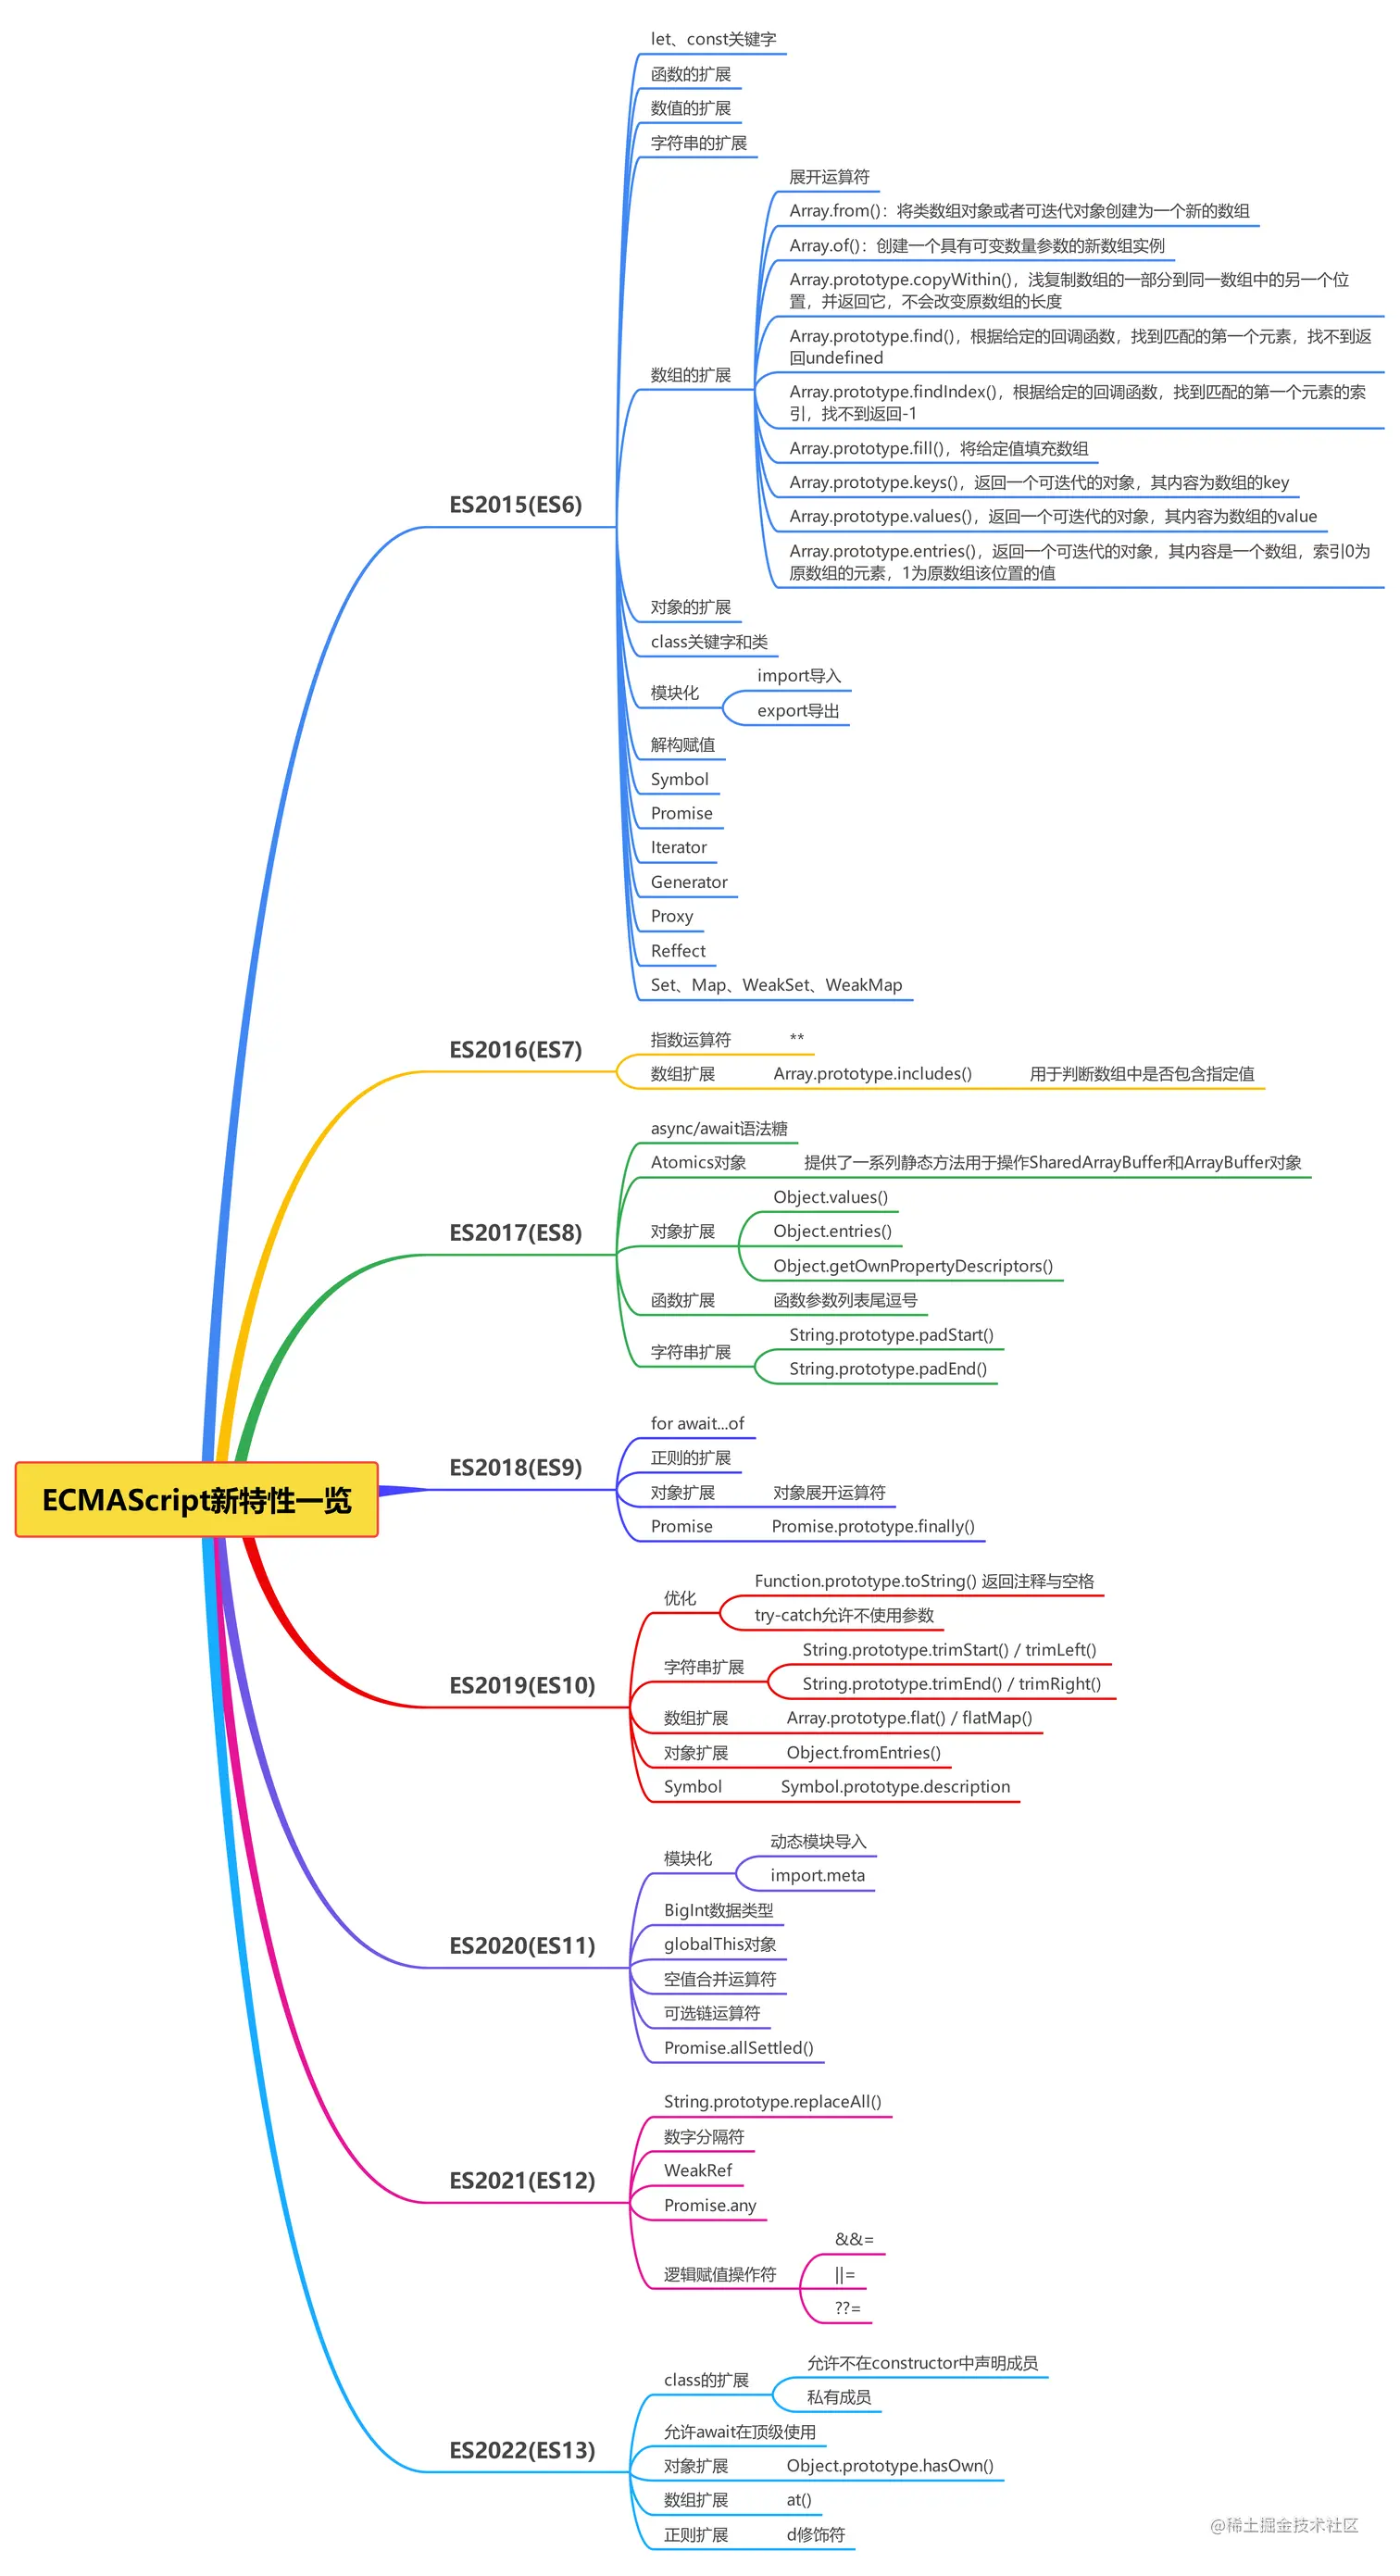 let、const关键字
函数的扩展
数值的扩展
字符串的扩展
展开运算符
Array.from()：将类数组对象或者可迭代对象创建为一个新的数组
Array.of()：创建一个具有可变数量参数的新数组实例
Array.prototype.copyWithin()，浅复制数组的一部分到同一数组中的另一个位
置，并返回它，不会改变原数组的长度
Array.prototype.find()，根据给定的回调函数，找到匹配的第一个元素，找不到返
回undefined
数组的扩展
Array.prototype.findIndex()，根据给定的回调函数，找到匹配的第一个元素的索
引，找不到返回-1
Array.prototype.fill()，将给定值填充数组
Array.prototype.keys()，返回一个可迭代的对象，其内容为数组的key
ES2015(ES6)
Array.prototype.values()，返回一个可迭代的对象，其内容为数组的value
Array.prototype.entries()，返回一个可迭代的对象，其内容是一个数组，索引0为
原数组的元素，1为原数组该位置的值
对象的扩展
class关键字和类
模块化
import导入
export导出
解构赋值
Symbol
Promise
Iterator
Generator
Proxy
Reffect
Set、Map、WeakSet、WeakMap
ES2016(ES7)
指数运算符 **
数组扩展 Array.prototype.includes() 用于判断数组中是否包含指定值
async/await语法糖
Atomics对象 提供了一系列静态方法用于操作SharedArrayBuffer和ArrayBuffer对象
ES2017(ES8)
对象扩展
Object.values()
Object.entries()
Object.getOwnPropertyDescriptors()
函数扩展 函数参数列表尾逗号
字符串扩展
String.prototype.padStart()
String.prototype.padEnd()
ECMAScript新特性一览
ES2018(ES9)
for await...of
正则的扩展
对象扩展 对象展开运算符
Promise Promise.prototype.finally()
ES2019(ES10)
优化
Function.prototype.toString() 返回注释与空格
try-catch允许不使用参数
字符串扩展
String.prototype.trimStart() / trimLeft()
String.prototype.trimEnd() / trimRight()
数组扩展 Array.prototype.flat() / flatMap()
对象扩展 Object.fromEntries()
Symbol Symbol.prototype.description
ES2020(ES11)
模块化
动态模块导入
import.meta
BigInt数据类型
globalThis对象
空值合并运算符
可选链运算符
Promise.allSettled()
ES2021(ES12)
String.prototype.replaceAll()
数字分隔符
WeakRef
Promise.any
逻辑赋值操作符
&&=
||=
??=
ES2022(ES13)
class的扩展
允许不在constructor中声明成员
私有成员
允许await在顶级使用
对象扩展 Object.prototype.hasOwn()
数组扩展 at()
正则扩展 d修饰符
@稀土掘金技术社区